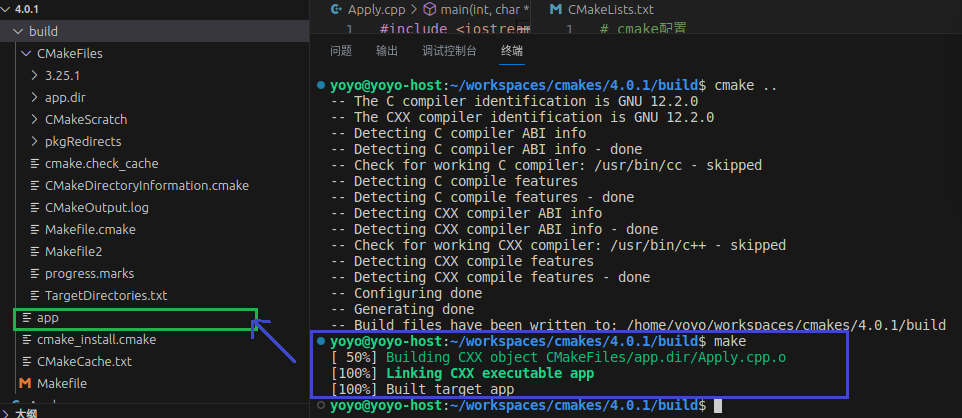 4.0.1
build
CMakeFiles
3.25.1
app.dir
CMakeScratch
pkgRedirects
cmake.check_cache
CMakeDirectoryInformation.cmake
CMakeOutput.log
Makefile.cmake
Makefile2
progress.marks
TargetDirectories.txt
app
cmake_install.cmake
CMakeCache.txt
Makefile
大纲
Apply.cpp > main(int, char *
1 #include <iostream
CMakeLists.txt
1 # cmake配置
问题 输出 调试控制台 终端
yoyo@yoyo-host:~/workspaces/cmakes/4.0.1/build$ cmake ..
-- The C compiler identification is GNU 12.2.0
-- The CXX compiler identification is GNU 12.2.0
-- Detecting C compiler ABI info
-- Detecting C compiler ABI info - done
-- Check for working C compiler: /usr/bin/cc - skipped
-- Detecting C compile features
-- Detecting C compile features - done
-- Detecting CXX compiler ABI info
-- Detecting CXX compiler ABI info - done
-- Check for working CXX compiler: /usr/bin/c++ - skipped
-- Detecting CXX compile features
-- Detecting CXX compile features - done
-- Configuring done
-- Generating done
-- Build files have been written to: /home/yoyo/workspaces/cmakes/4.0.1/build
yoyo@yoyo-host:~/workspaces/cmakes/4.0.1/build$ make
[ 50%] Building CXX object CMakeFiles/app.dir/Apply.cpp.o
[100%] Linking CXX executable app
[100%] Built target app
yoyo@yoyo-host:~/workspaces/cmakes/4.0.1/build$